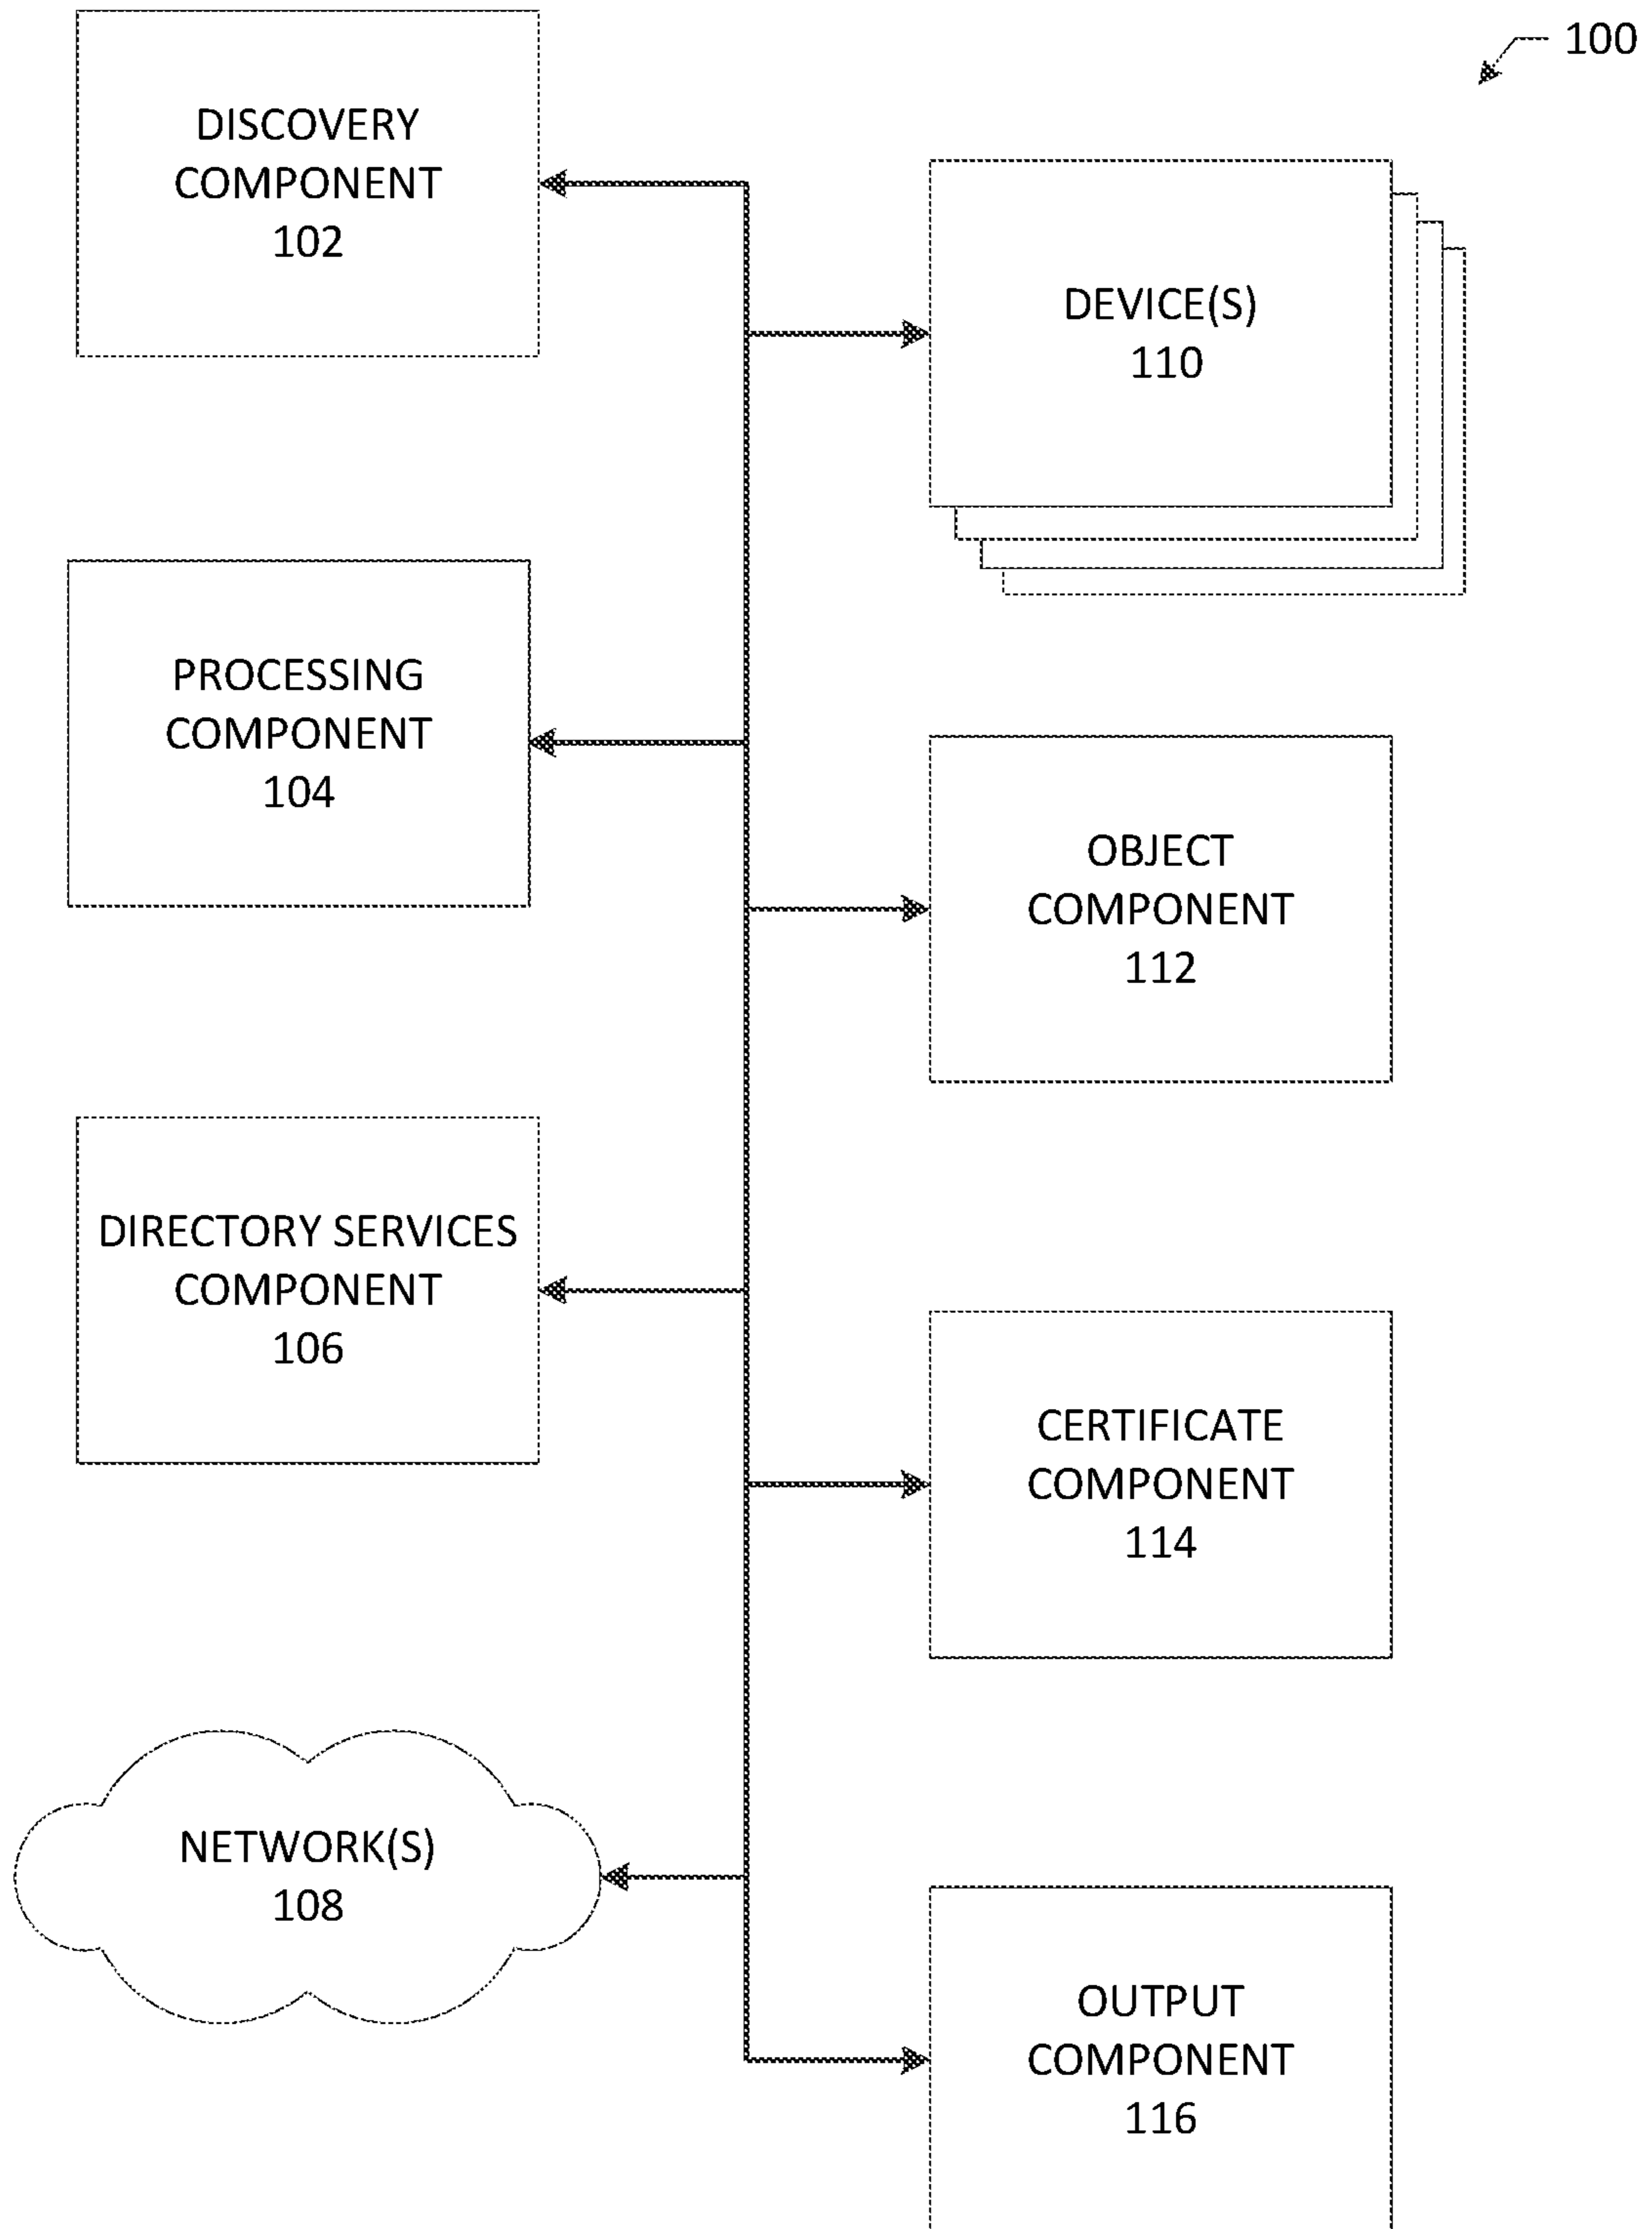 100
DISCOVERY
COMPONENT
102
DEVICE(S)
110
PROCESSING
COMPONENT
104
OBJECT
COMPONENT
112
DIRECTORY SERVICES
COMPONENT
106
CERTIFICATE
COMPONENT
114
NETWORK(S)
108
OUTPUT
COMPONENT
116